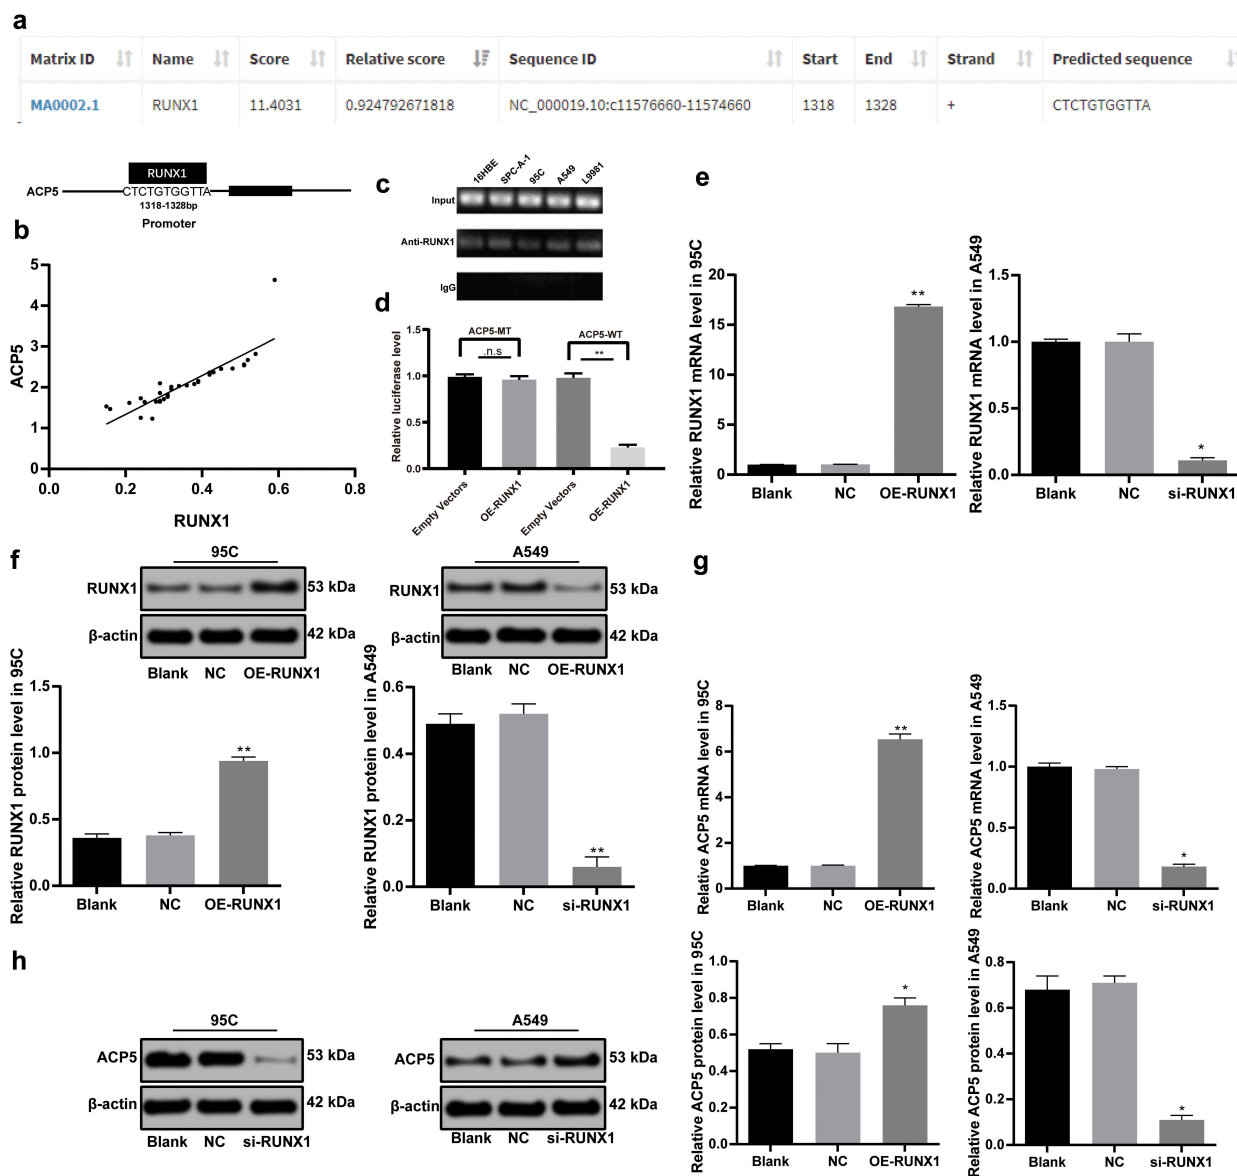 a
Matrix ID Name Score Relative score Sequence ID Start End Strand Predicted sequence
MA0002.1 RUNX1 11.4031 0.924792671818 NC_000019.10:c11576660-11574660 1318 1328 + CTCTGTGGTTA
RUNX1
ACP5 CTCTGTGGTTA
1318-1328bp
Promoter
b
ACP5
5
4
3
2
1
0
0.0 0.2 0.4 0.6 0.8
RUNX1
c
16HBE SPC-A-1 95C A549 L9981
Input
Anti-RUNX1
IgG
d
Relative luciferase level
1.5
1.0
0.5
0.0
ACP5-MT ACP5-WT
.n.s **
Empty Vectors OE-RUNX1 Empty Vectors OE-RUNX1
e
Relative RUNX1 mRNA level in 95C
20
15
10
5
0
**
Blank NC OE-RUNX1
Relative RUNX1 mRNA level in A549
1.5
1.0
0.5
0.0
*
Blank NC si-RUNX1
f
95C
RUNX1 53 kDa
β-actin 42 kDa
Blank NC OE-RUNX1
A549
RUNX1 53 kDa
β-actin 42 kDa
Blank NC OE-RUNX1
Relative RUNX1 protein level in 95C
1.5
1.0
0.5
0.0
**
Blank NC OE-RUNX1
Relative RUNX1 protein level in A549
0.6
0.4
0.2
0.0
**
Blank NC si-RUNX1
g
Relative ACP5 mRNA level in 95C
8
6
4
2
0
**
Blank NC OE-RUNX1
Relative ACP5 mRNA level in A549
1.5
1.0
0.5
0.0
*
Blank NC si-RUNX1
h
95C
ACP5 53 kDa
β-actin 42 kDa
Blank NC si-RUNX1
A549
ACP5 53 kDa
β-actin 42 kDa
Blank NC si-RUNX1
Relative ACP5 protein level in 95C
1.0
0.8
0.6
0.4
0.2
0.0
*
Blank NC OE-RUNX1
Relative ACP5 protein level in A549
0.8
0.6
0.4
0.2
0.0
*
Blank NC si-RUNX1